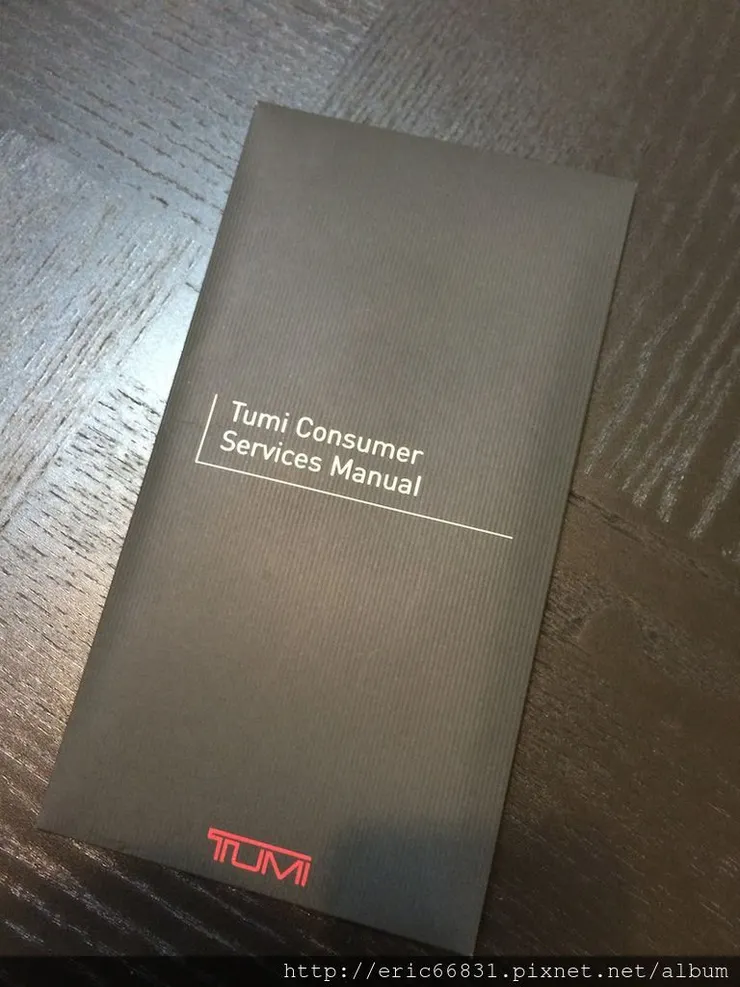 Tumi Consumer
Services Manual
TUMI
http://eric66831.pixnet.net/album